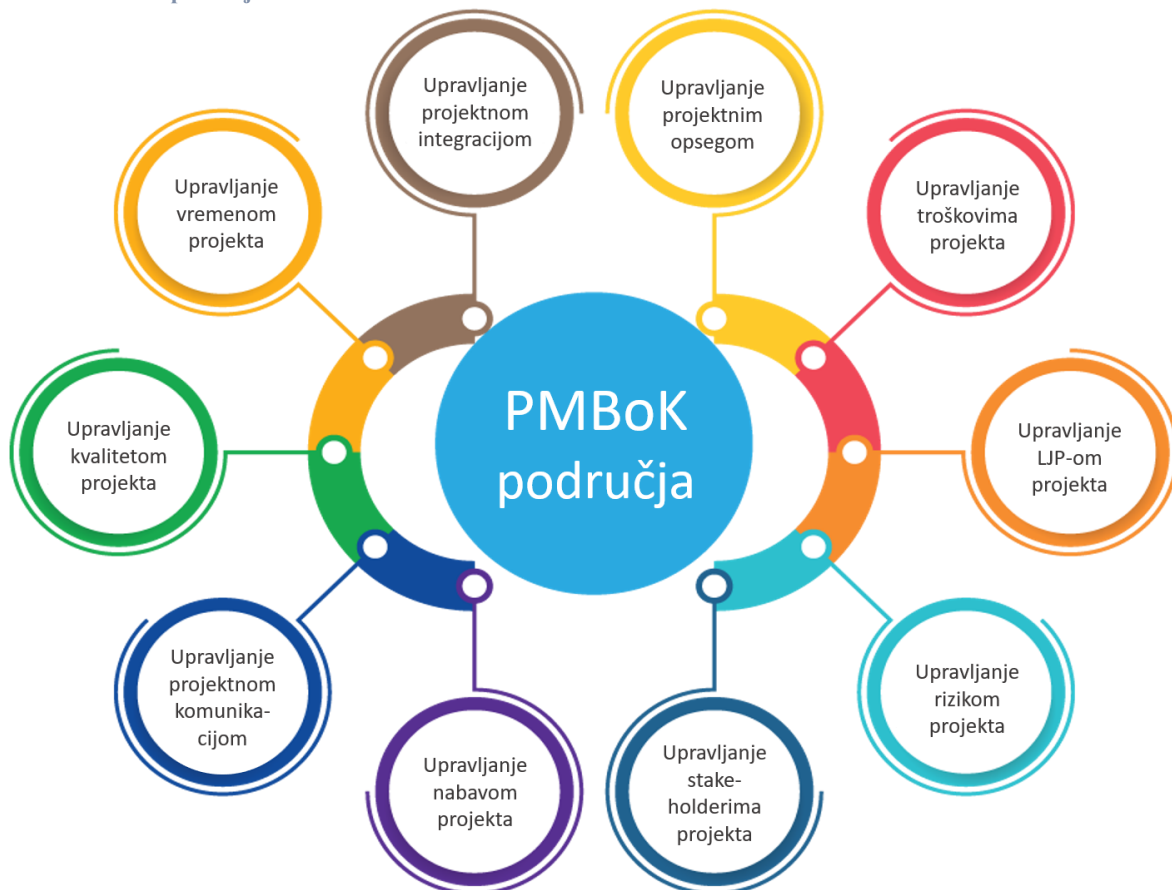 Upravljanje
projektnom
integracijom
Upravljanje
projektnim
opsegom
Upravljanje
vremenom
projekta
Upravljanje
troškovima
projekta
PMBoK
područja
Upravljanje
kvalitetom
projekta
Upravljanje
LJP-om
projekta
Upravljanje
projektnom
komunika-
cijom
Upravljanje
rizikom
projekta
Upravljanje
nabavom
projekta
Upravljanje
stake-
holderima
projekta